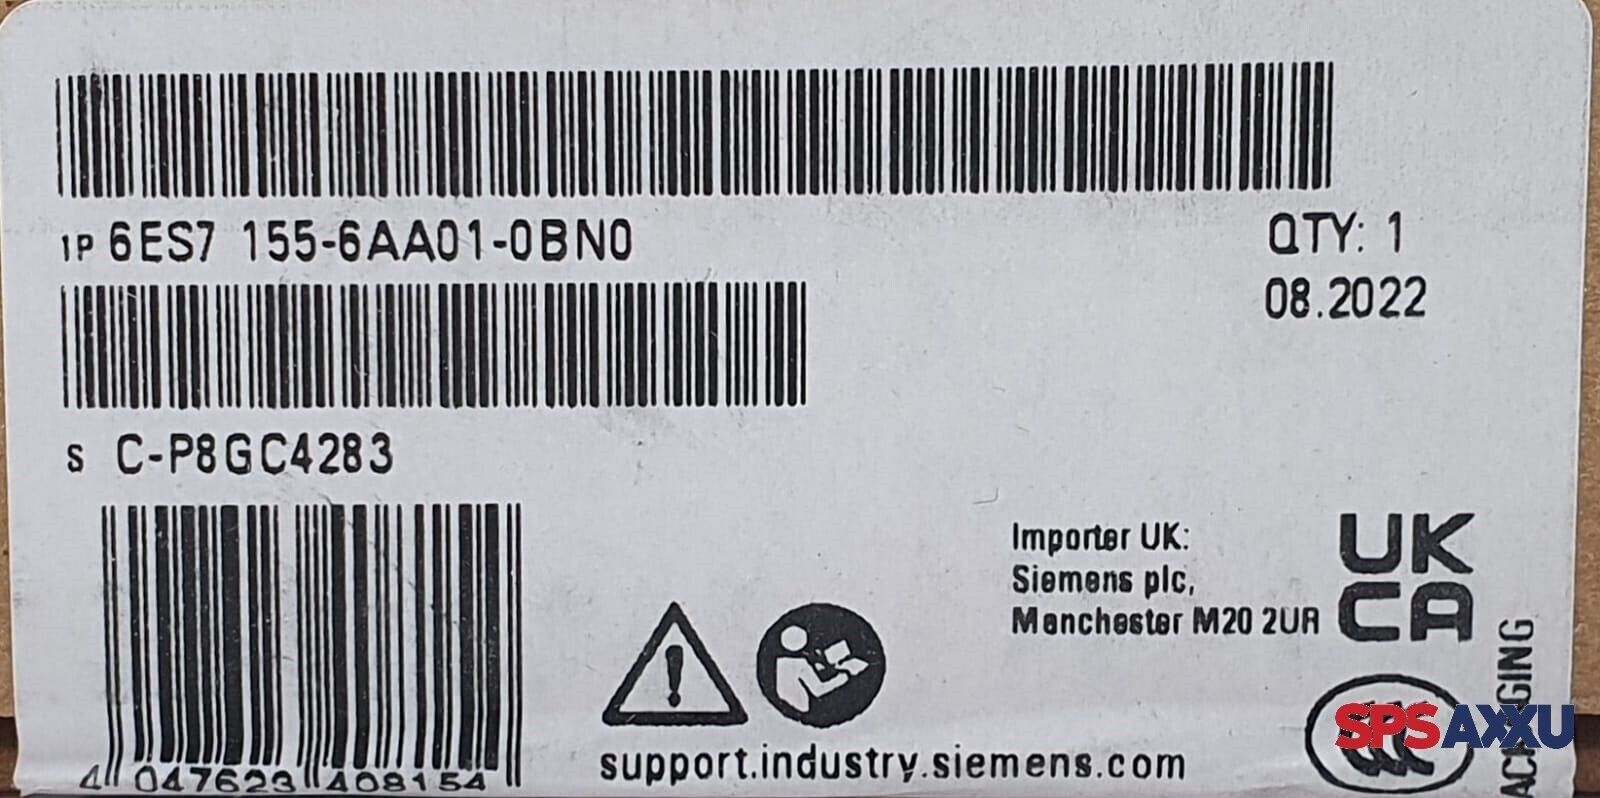 1P 6ES7 155-6AA01-0BN0
QTY: 1
08.2022
S C-P8GC4283
Importer UK:
Siemens plc,
Manchester M20 2UR
UK
CA
4 047623 408154
support.industry.siemens.com
SPSAXXU